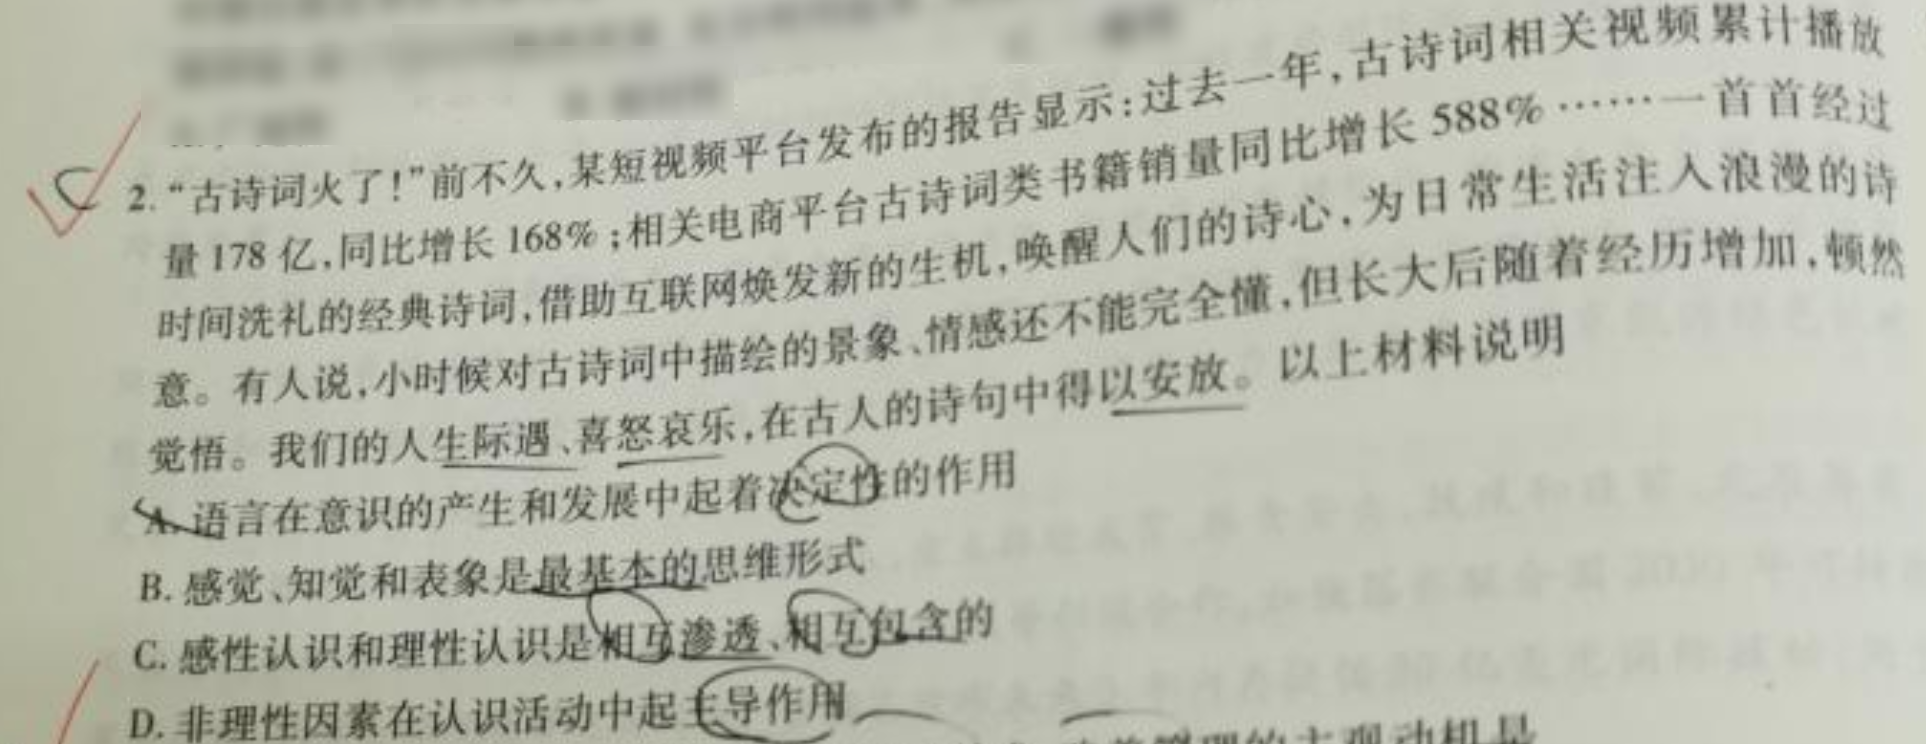 C 2. “古诗词火了!”前不久,某短视频平台发布的报告显示:过去一年,古诗词相关视频累计播放
量 178 亿,同比增长 168%;相关电商平台古诗词类书籍销量同比增长 588%……一首首经过
时间洗礼的经典诗词,借助互联网焕发新的生机,唤醒人们的诗心,为日常生活注入浪漫的诗
意。有人说,小时候对古诗词中描绘的景象、情感还不能完全懂,但长大后随着经历增加,顿然
觉悟。我们的人生际遇、喜怒哀乐,在古人的诗句中得以安放。以上材料说明
A. 语言在意识的产生和发展中起着决定性的作用
B. 感觉、知觉和表象是最基本的思维形式
C. 感性认识和理性认识是相互渗透、相互包含的
D. 非理性因素在认识活动中起主导作用
的主观动机是